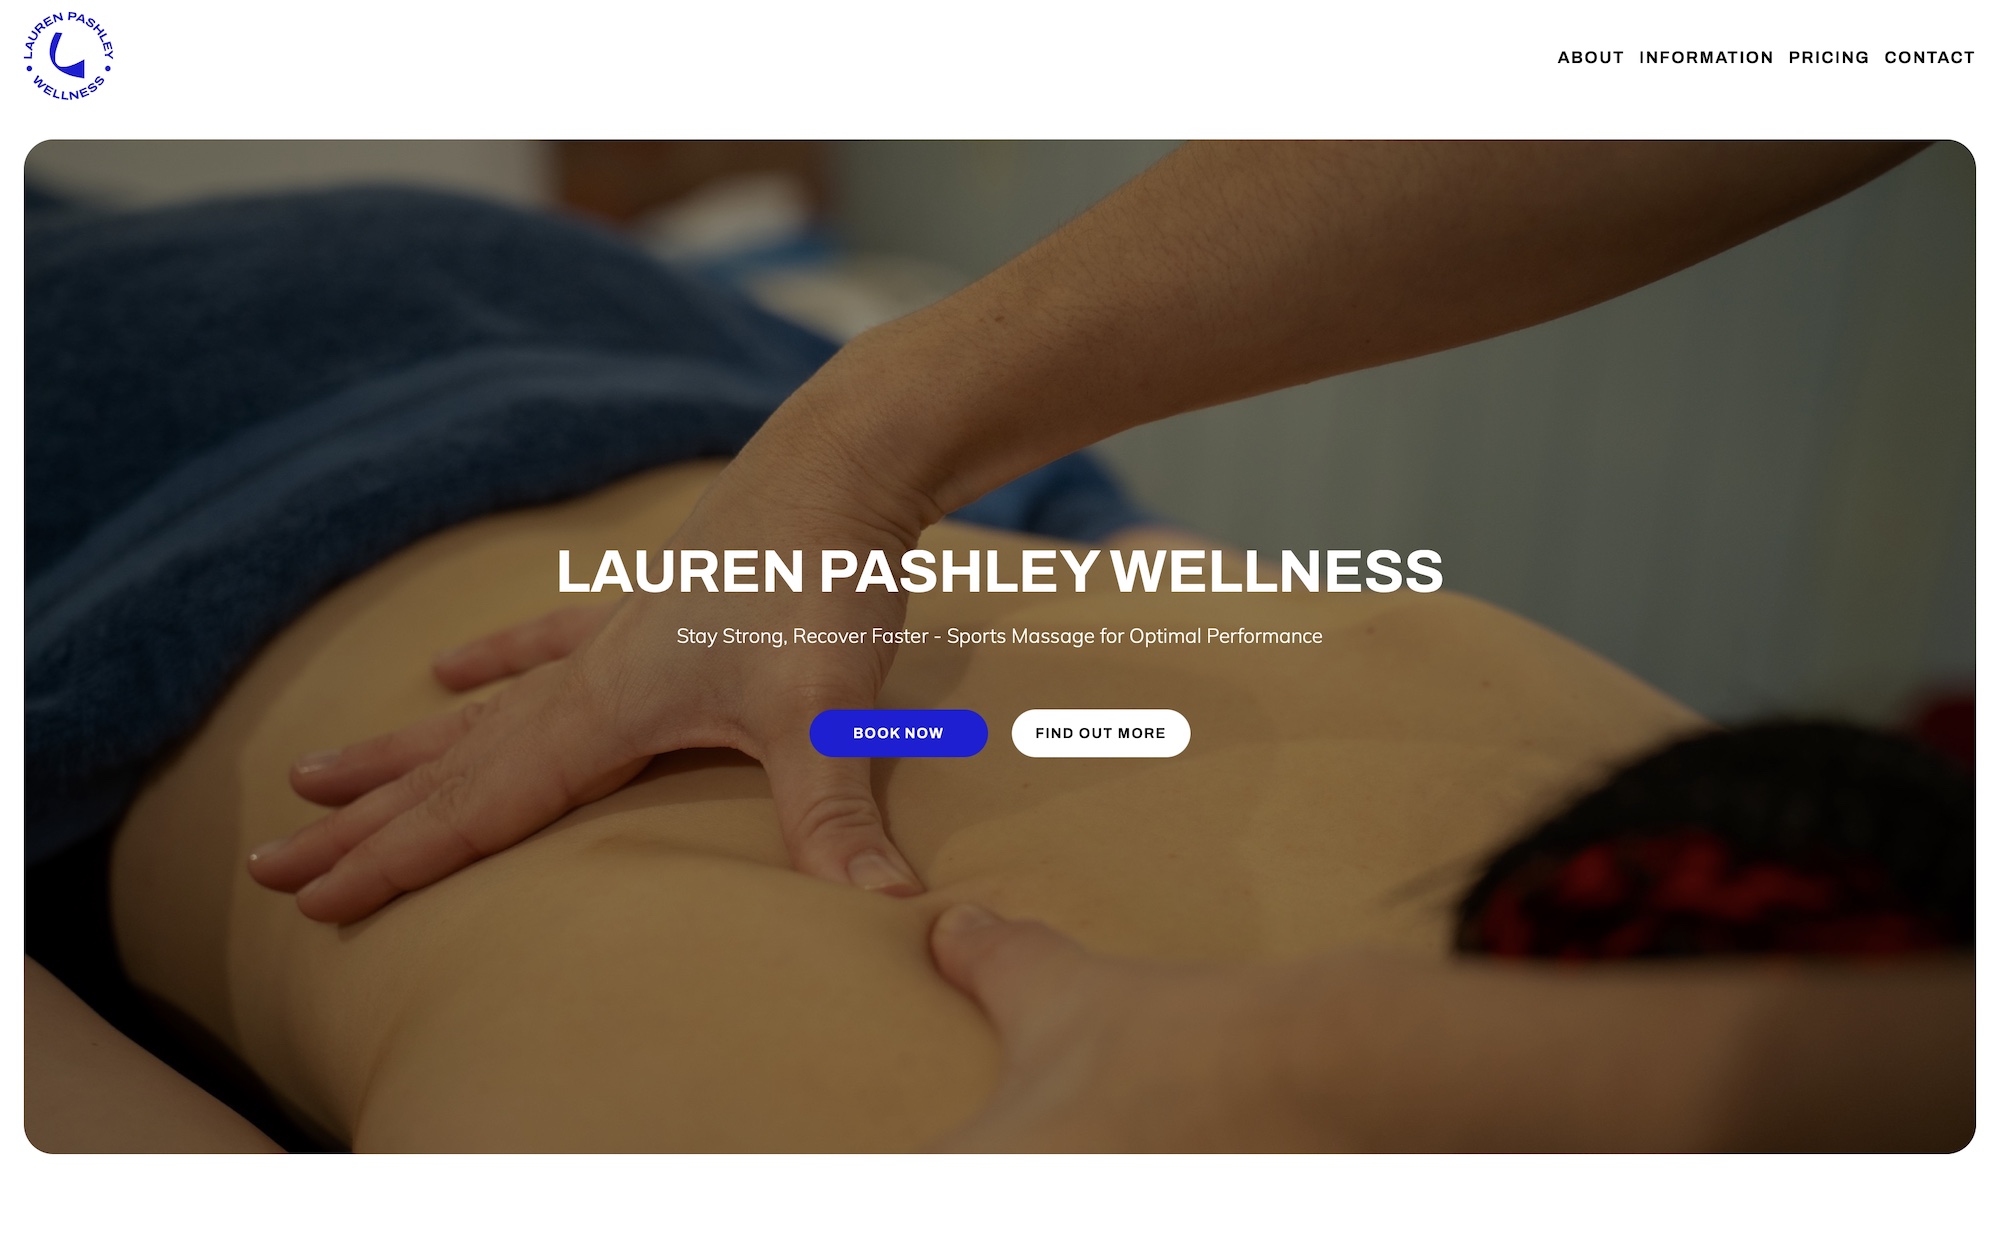 LAUREN PASHLEY
WELLNESS
ABOUT INFORMATION PRICING CONTACT
LAUREN PASHLEY WELLNESS
Stay Strong, Recover Faster - Sports Massage for Optimal Performance
BOOK NOW
FIND OUT MORE